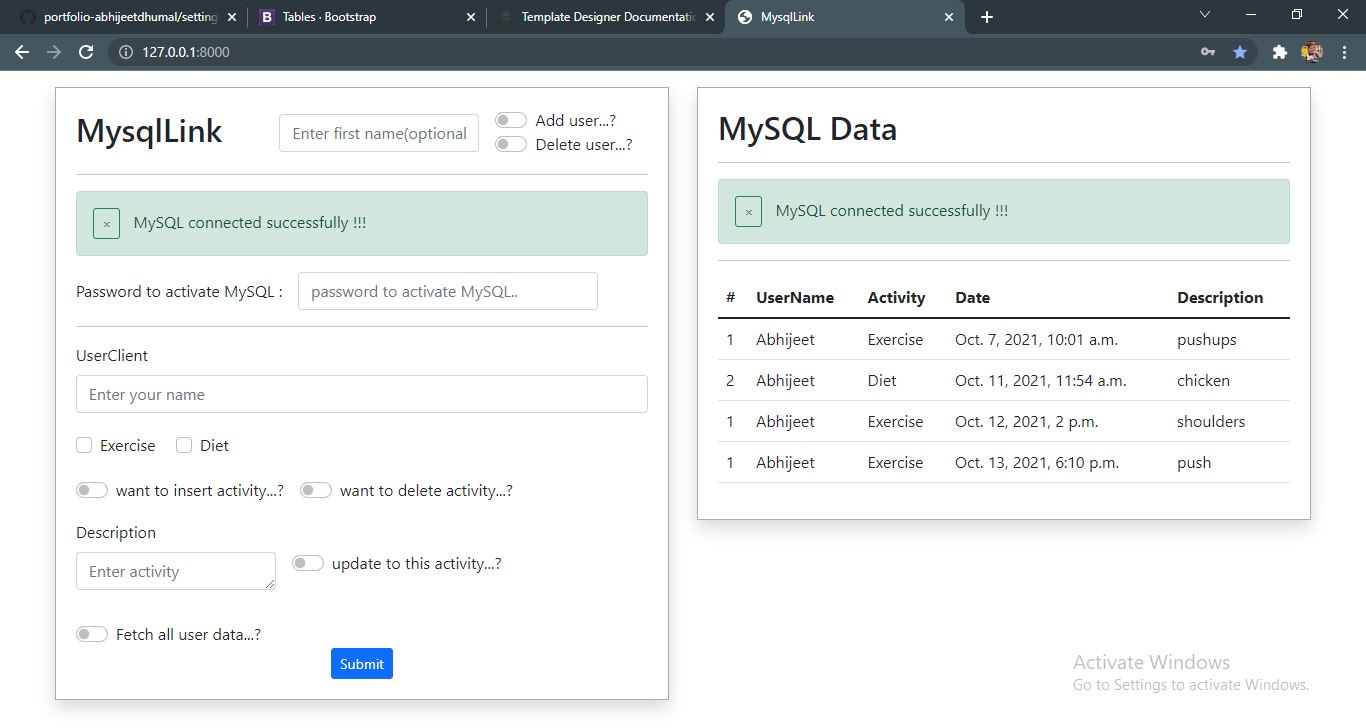 portfolio-abhijeetdhumal/setting
Tables · Bootstrap
Template Designer Documentatic
MysqlLink
127.0.0.1:8000
MysqlLink
Enter first name(optional
Add user...?
Delete user...?
× MySQL connected successfully !!!
Password to activate MySQL :
password to activate MySQL..
UserClient
Enter your name
Exercise Diet
want to insert activity...? want to delete activity...?
Description
Enter activity
update to this activity...?
Fetch all user data...?
Submit
MySQL Data
× MySQL connected successfully !!!
# UserName Activity Date Description
1 Abhijeet Exercise Oct. 7, 2021, 10:01 a.m. pushups
2 Abhijeet Diet Oct. 11, 2021, 11:54 a.m. chicken
1 Abhijeet Exercise Oct. 12, 2021, 2 p.m. shoulders
1 Abhijeet Exercise Oct. 13, 2021, 6:10 p.m. push
Activate Windows
Go to Settings to activate Windows.